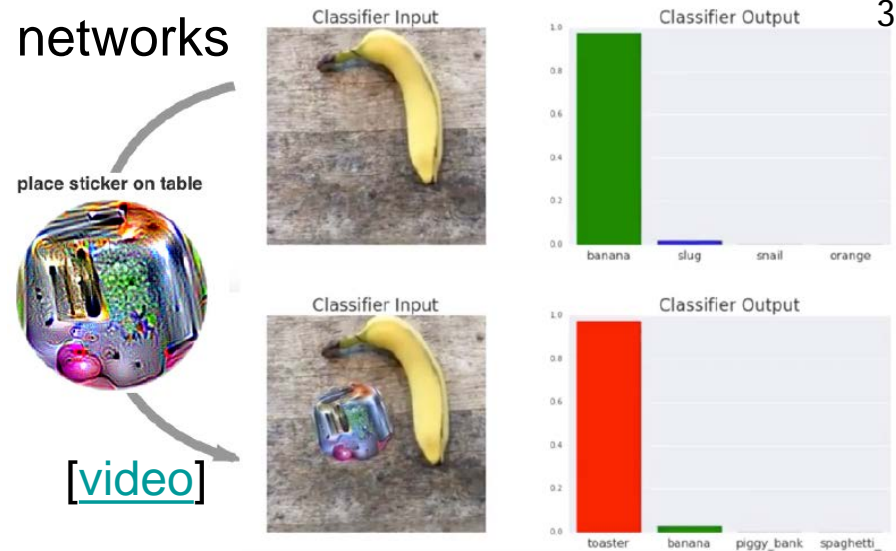 networks
3
place sticker on table
[video]
Classifier Input
Classifier Output
1.0
0.8
0.6
0.4
0.2
0.0
banana slug snail orange
Classifier Input
Classifier Output
1.0
0.8
0.6
0.4
0.2
0.0
toaster banana piggy_bank spaghetti_